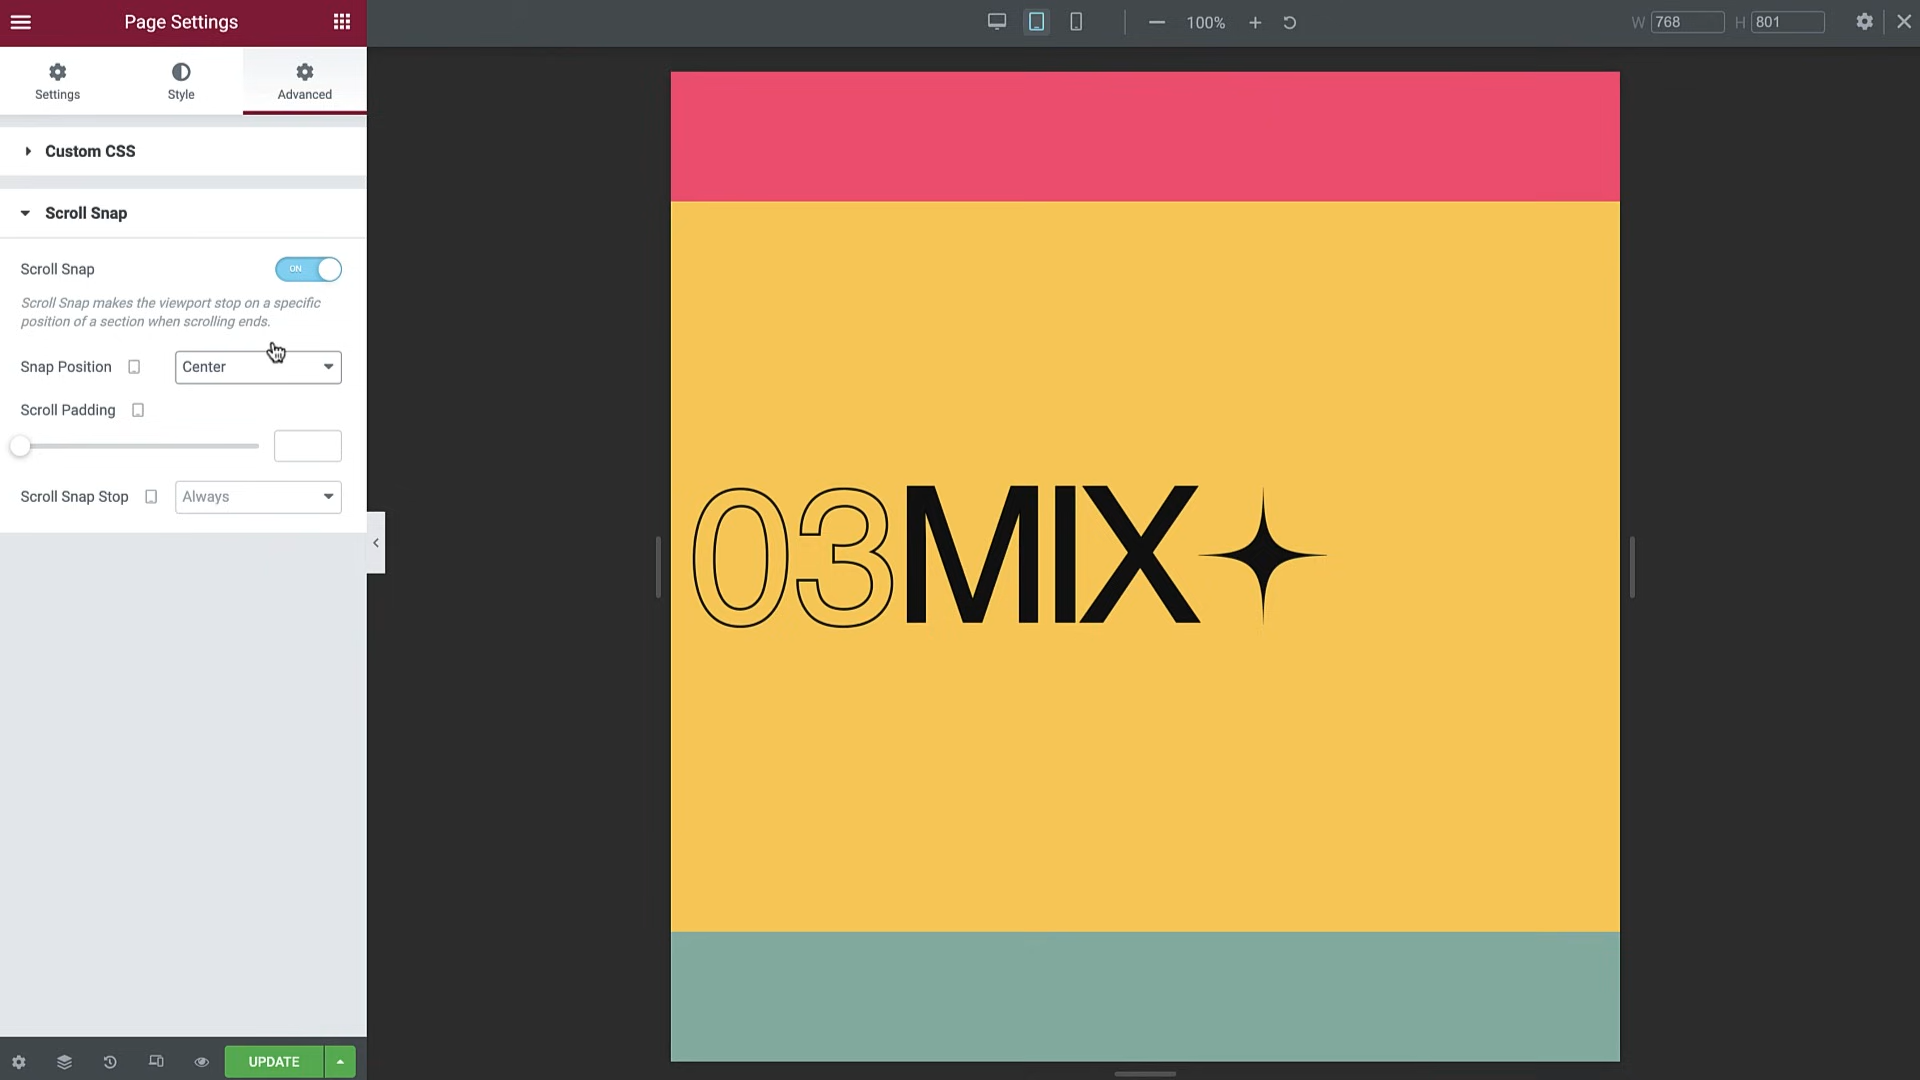 Page Settings
100%
W 768 H 801
Settings
Style
Advanced
Custom CSS
Scroll Snap
Scroll Snap
ON
Scroll Snap makes the viewport stop on a specific
position of a section when scrolling ends.
Snap Position
Center
Scroll Padding
Scroll Snap Stop
Always
03MIX
UPDATE